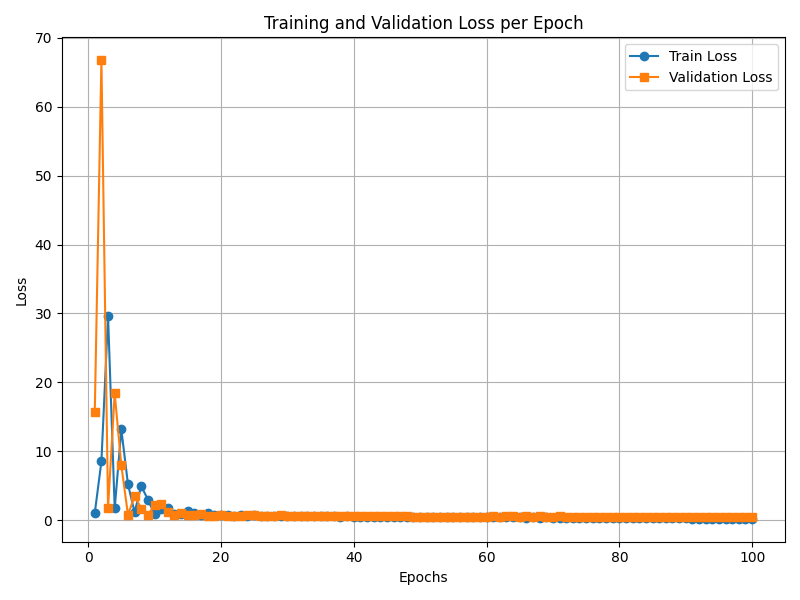 Training and Validation Loss per Epoch
Train Loss
Validation Loss
70
60
50
40
30
20
10
0
Loss
0 20 40 60 80 100
Epochs